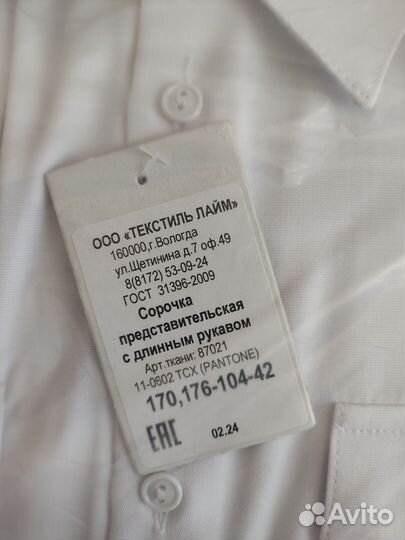 ООО «ТЕКСТИЛЬ ЛАЙМ»
160000,г.Вологда
ул.Щетинина д.7 оф.49
8(8172) 53-09-24
ГОСТ 31396-2009
Сорочка
представительская
с длинным рукавом
Арт.ткани: 87021
11-0602 TCX (PANTONE)
170,176-104-42
ЕАС
02.24
Avito